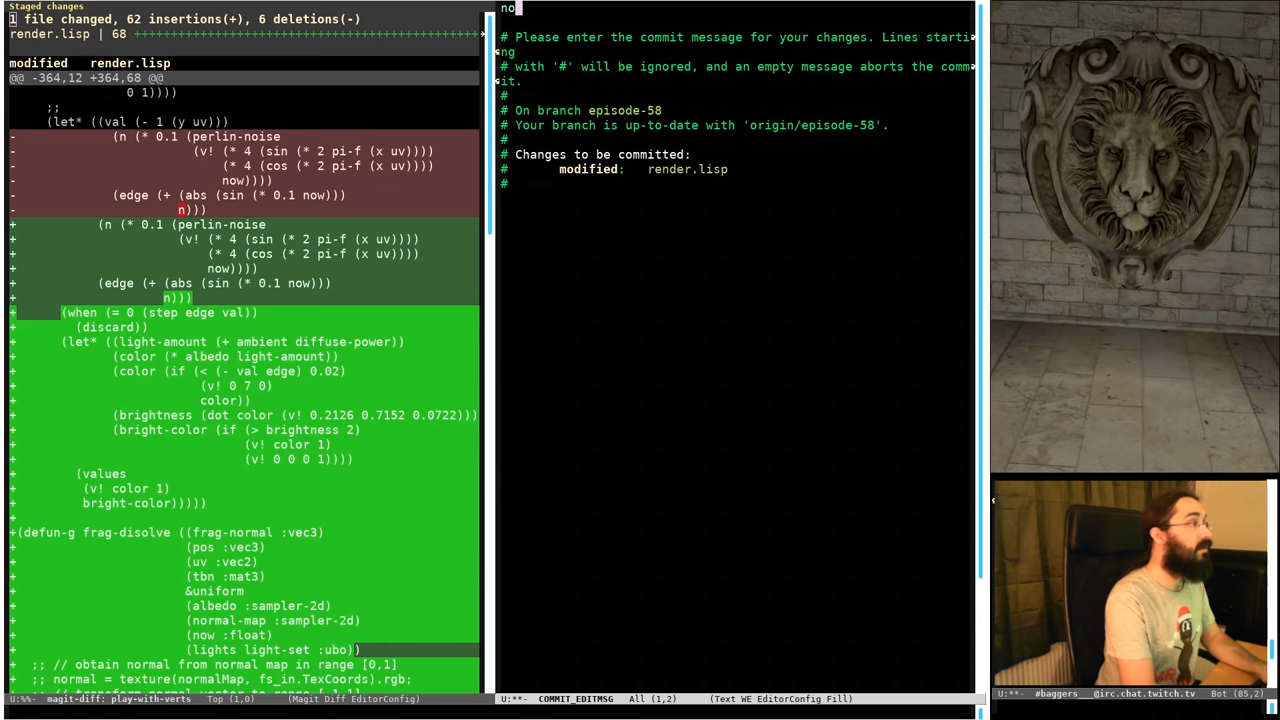 Staged changes
1 file changed, 62 insertions(+), 6 deletions(-)
render.lisp | 68 ++++++++++++++++++++++++++++++++++++++++++++++
modified   render.lisp
@@ -364,12 +364,68 @@
0 1))))
;;
(let* ((val (- 1 (y uv)))
- (n (* 0.1 (perlin-noise
- (v! (* 4 (sin (* 2 pi-f (x uv))))
- (* 4 (cos (* 2 pi-f (x uv))))
- now))))
- (edge (+ (abs (sin (* 0.1 now)))
- n)))
+ (n (* 0.1 (perlin-noise
+ (v! (* 4 (sin (* 2 pi-f (x uv))))
+ (* 4 (cos (* 2 pi-f (x uv))))
+ now))))
+ (edge (+ (abs (sin (* 0.1 now)))
+ n)))
+ (when (= 0 (step edge val))
+ (discard))
+ (let* ((light-amount (+ ambient diffuse-power))
+ (color (* albedo light-amount))
+ (color (if (< (- val edge) 0.02)
+ (v! 0 7 0)
+ color))
+ (brightness (dot color (v! 0.2126 0.7152 0.0722)))
+ (bright-color (if (> brightness 2)
+ (v! color 1)
+ (v! 0 0 0 1))))
+ (values
+ (v! color 1)
+ bright-color)))))
+
+(defun-g frag-disolve ((frag-normal :vec3)
+ (pos :vec3)
+ (uv :vec2)
+ (tbn :mat3)
+ &uniform
+ (albedo :sampler-2d)
+ (normal-map :sampler-2d)
+ (now :float)
+ (lights light-set :ubo))
+ ;; // obtain normal from normal map in range [0,1]
+ ;; normal = texture(normalMap, fs_in.TexCoords).rgb;
U:%%- magit-diff: play-with-verts Top (1,0) (Magit Diff EditorConfig)
no
# Please enter the commit message for your changes. Lines starti
ng
# with '#' will be ignored, and an empty message aborts the comm
it.
#
# On branch episode-58
# Your branch is up-to-date with 'origin/episode-58'.
#
# Changes to be committed:
# modified: render.lisp
#
U:**- COMMIT_EDITMSG All (1,2) (Text WE EditorConfig Fill)
U:**- #baggers___@irc.chat.twitch.tv Bot (85,2)